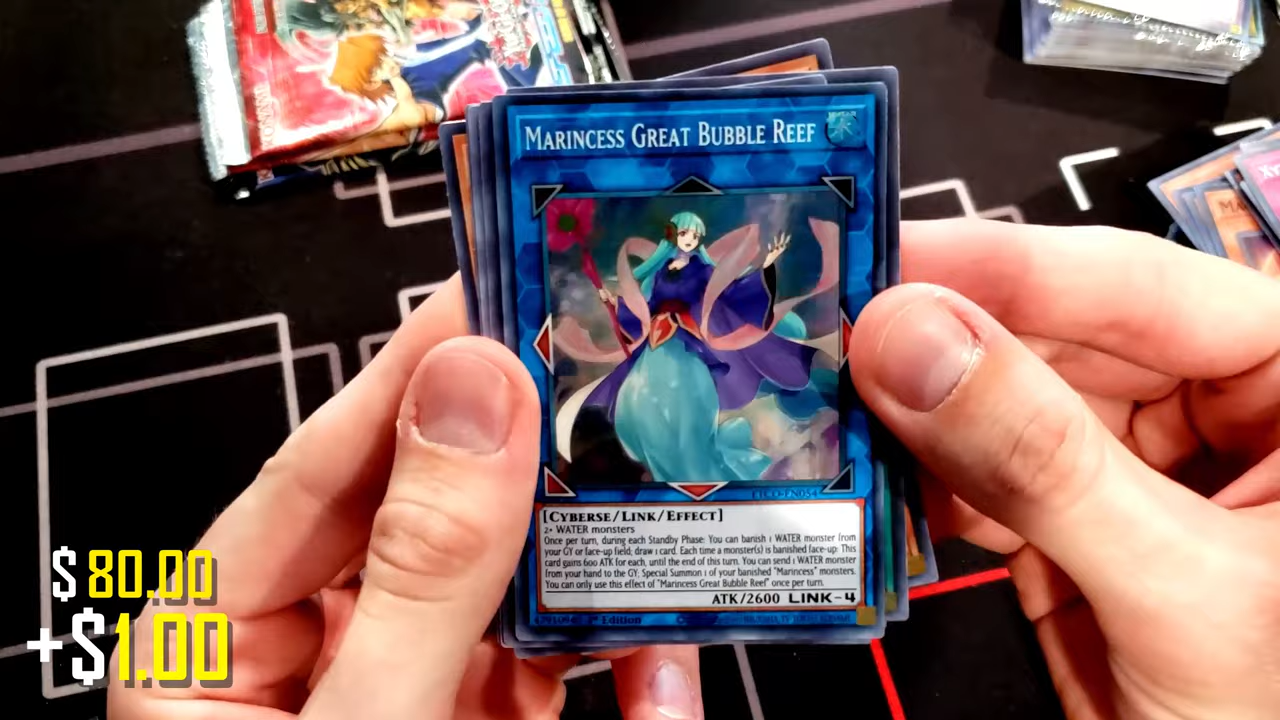 MARINCESS GREAT BUBBLE REEF
ETCO-EN054
[CYBERSE/LINK/EFFECT]
2+ WATER monsters
Once per turn, during each Standby Phase: You can banish 1 WATER monster from
your GY or face-up field; draw 1 card. Each time a monster(s) is banished face-up: This
card gains 600 ATK for each, until the end of this turn. You can send 1 WATER monster
from your hand to the GY; Special Summon 1 of your banished "Marincess" monsters.
You can only use this effect of "Marincess Great Bubble Reef" once per turn.
ATK/2600 LINK-4
1st Edition
$ 80.00
+$1.00